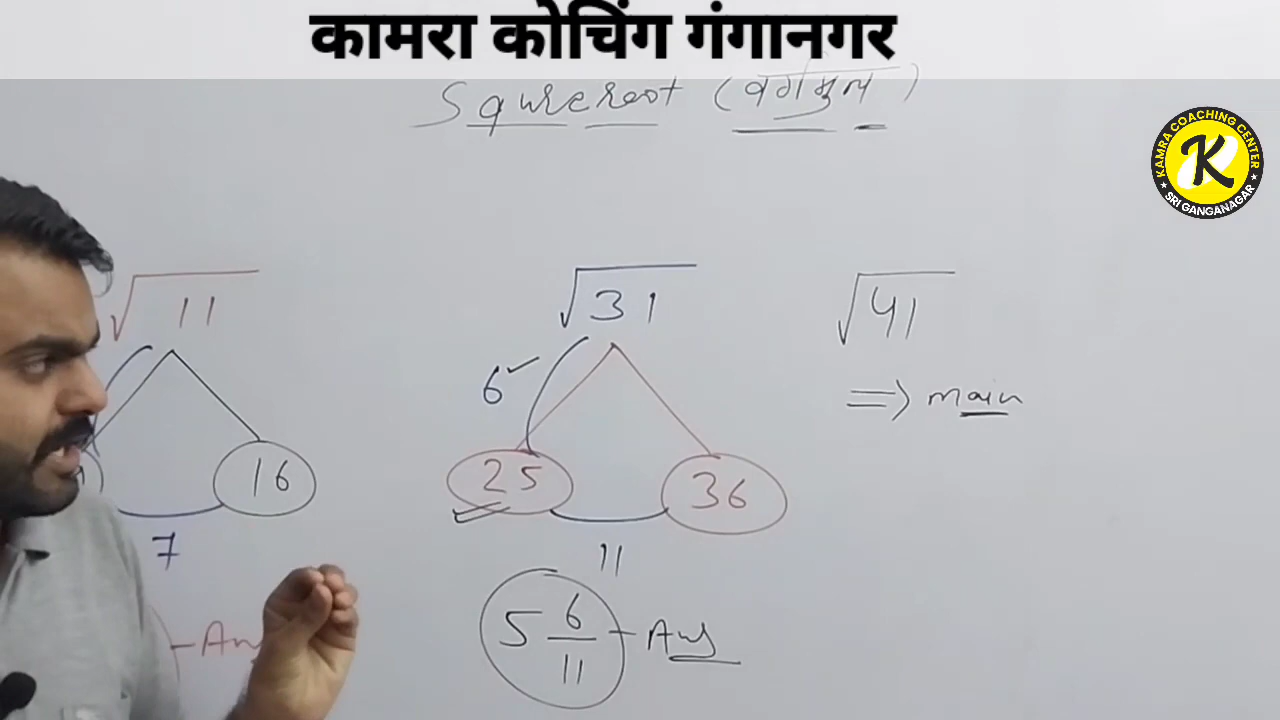 कामरा कोचिंग गंगानगर
Squreroot (वर्गमुल)
KAMRA COACHING CENTER
K
★ SRI GANGANAGAR ★
√11
16
7
-Ans
√31
6✓
25
36
11
5 6/11 - Ans
√41
⇒ main